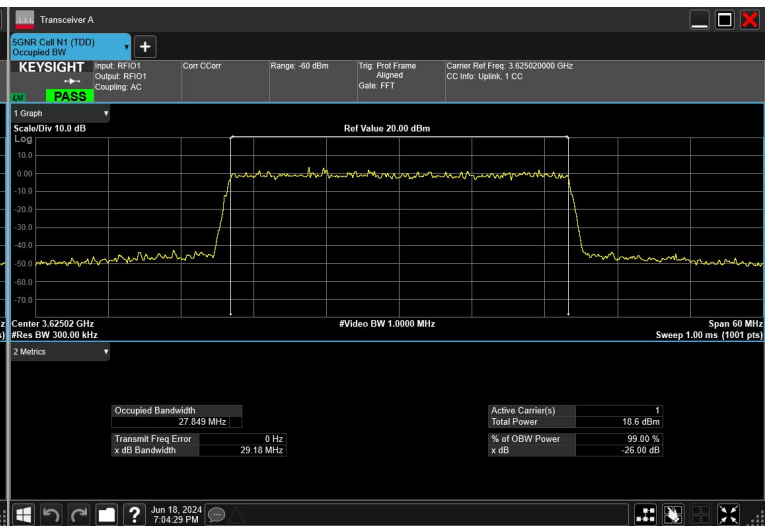 Transceiver A
5GNR Cell N1 (TDD)
Occupied BW
KEYSIGHT
LXI
PASS
Input: RFIO1
Output: RFIO1
Coupling: AC
Corr CCorr
Range: -60 dBm
Trig: Prot Frame
Aligned
Gate: FFT
Carrier Ref Freq: 3.625020000 GHz
CC Info: Uplink, 1 CC
1 Graph
Scale/Div 10.0 dB
Ref Value 20.00 dBm
Log
10.0
0.00
-10.0
-20.0
-30.0
-40.0
-50.0
-60.0
-70.0
Center 3.62502 GHz
#Video BW 1.0000 MHz
Span 60 MHz
#Res BW 300.00 kHz
Sweep 1.00 ms (1001 pts)
2 Metrics
Occupied Bandwidth
27.849 MHz
Transmit Freq Error 0 Hz
x dB Bandwidth 29.18 MHz
Active Carrier(s) 1
Total Power 18.6 dBm
% of OBW Power 99.00 %
x dB -26.00 dB
Jun 18, 2024
7:04:29 PM